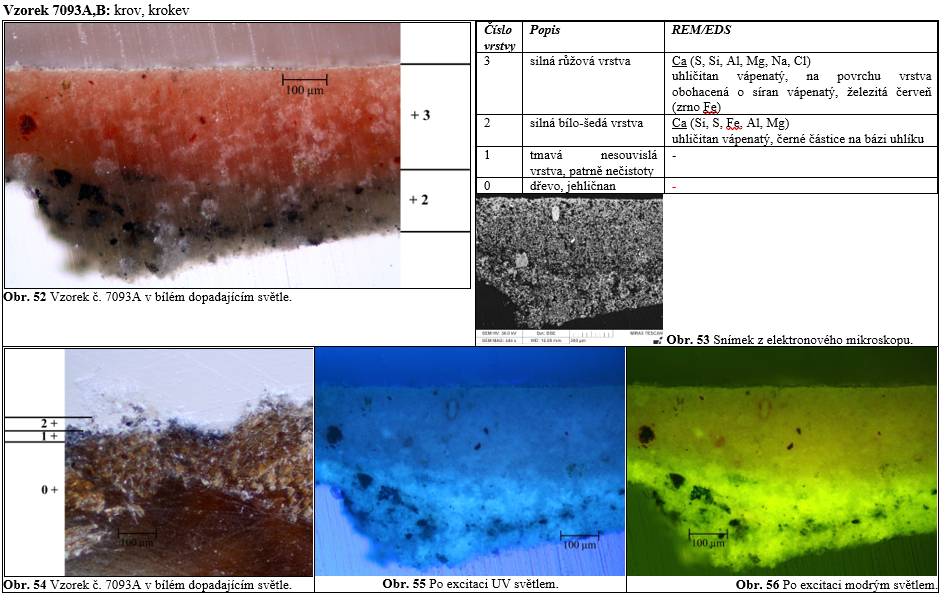 Vzorek 7093A,B: krov, krokev
100 µm
+ 3
+ 2
Obr. 52 Vzorek č. 7093A v bílém dopadajícím světle.
Číslo vrstvy
Popis
REM/EDS
3
silná růžová vrstva
Ca (S, Si, Al, Mg, Na, Cl)
uhličitan vápenatý, na povrchu vrstva
obohacená o síran vápenatý, železitá červeň
(zrno Fe)
2
silná bílo-šedá vrstva
Ca (Si, S, Fe, Al, Mg)
uhličitan vápenatý, černé částice na bázi uhlíku
1
tmavá nesouvislá
vrstva, patrně nečistoty
-
0
dřevo, jehličnan
-
Obr. 53 Snímek z elektronového mikroskopu.
2 +
1 +
0 +
100 µm
Obr. 54 Vzorek č. 7093A v bílém dopadajícím světle.
100 µm
Obr. 55 Po excitaci UV světlem.
100 µm
Obr. 56 Po excitaci modrým světlem.